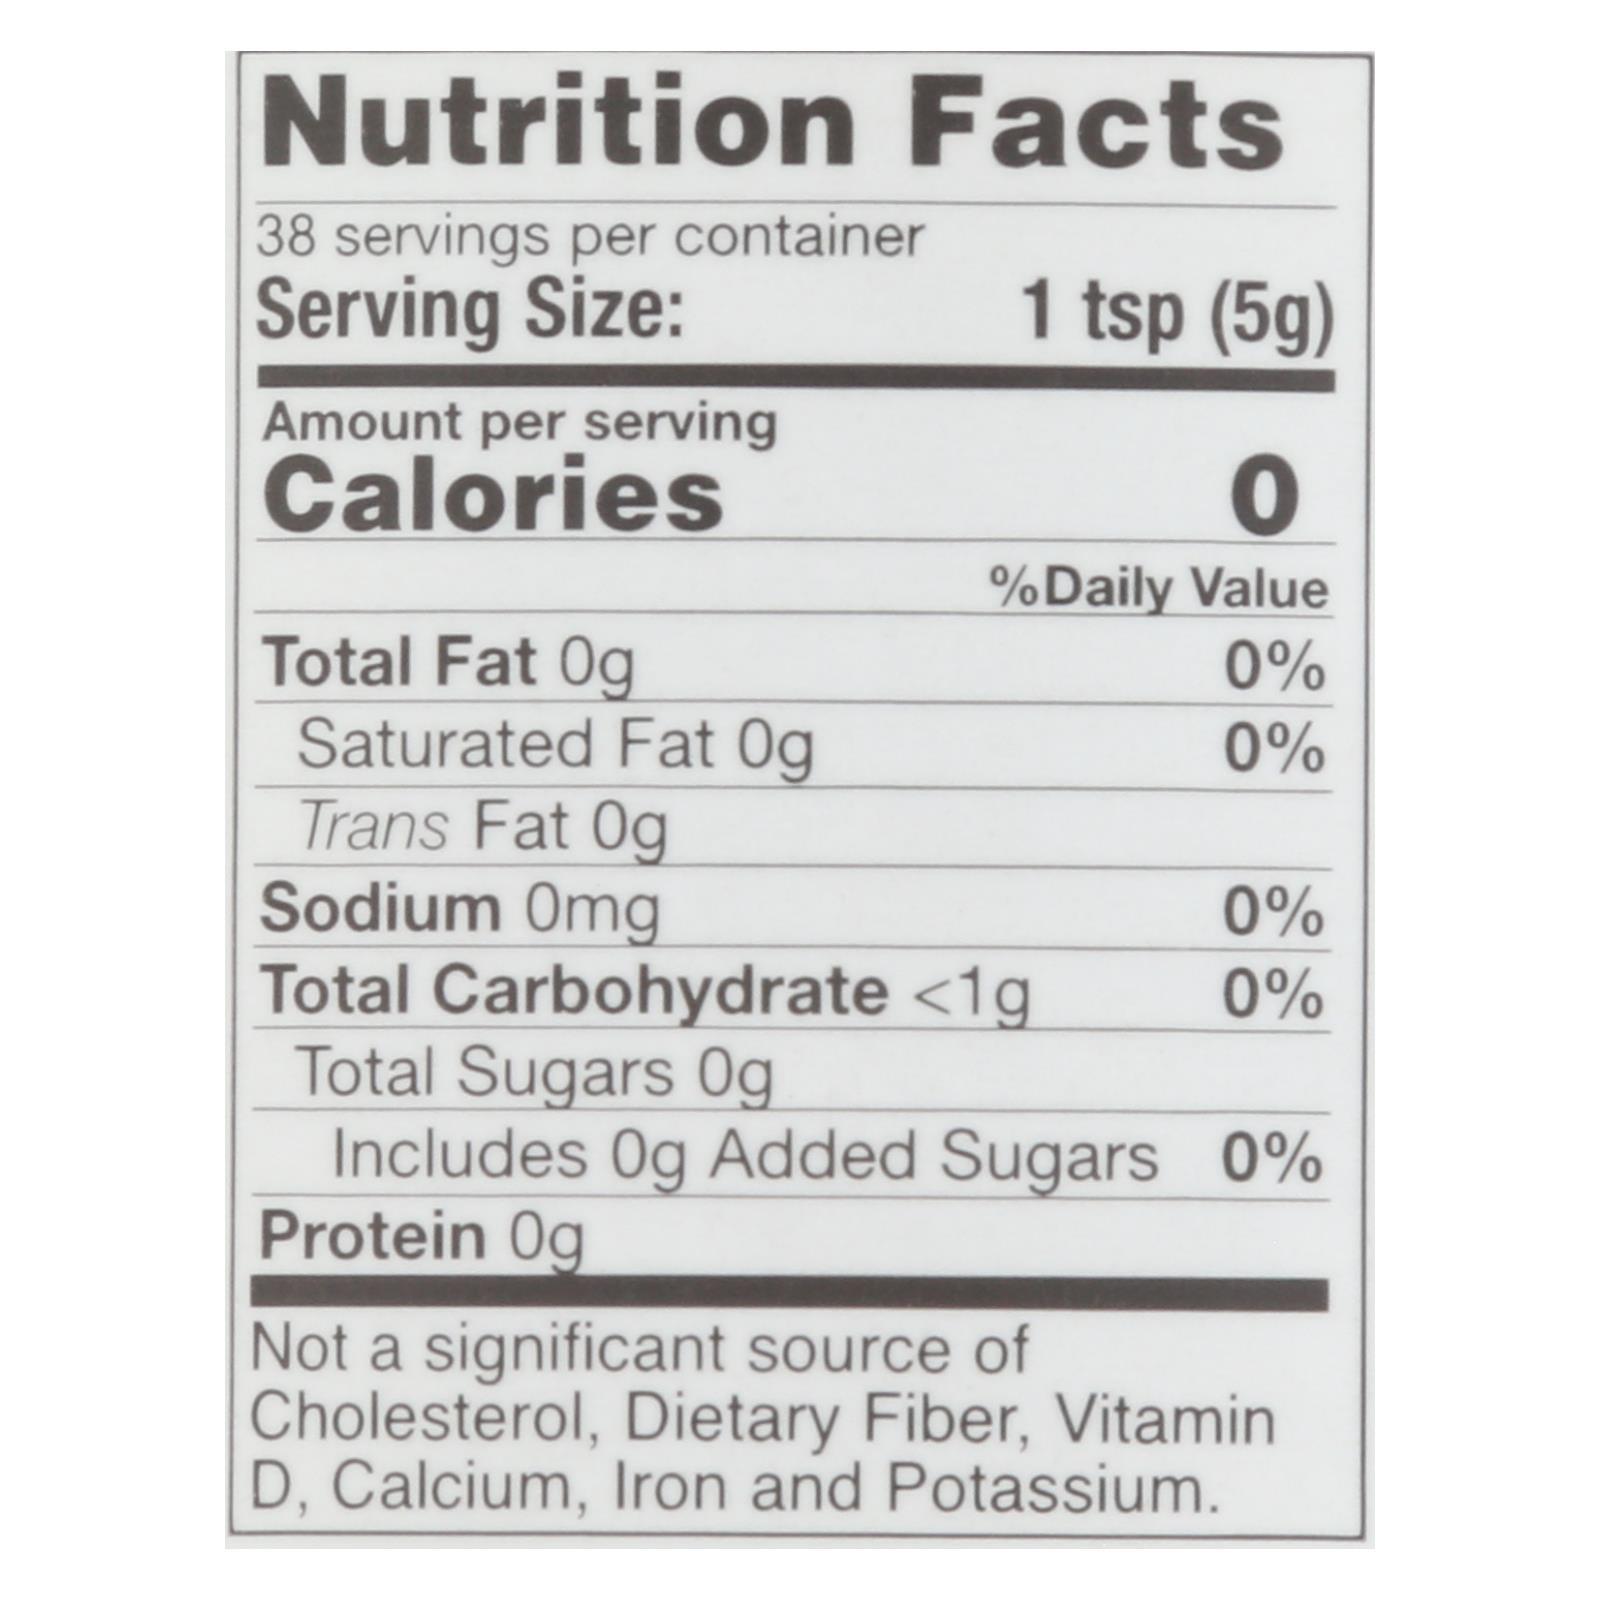 Nutrition Facts
38 servings per container
Serving Size: 1 tsp (5g)
Amount per serving
Calories 0
%Daily Value
Total Fat 0g 0%
Saturated Fat 0g 0%
Trans Fat 0g
Sodium 0mg 0%
Total Carbohydrate <1g 0%
Total Sugars 0g
Includes 0g Added Sugars 0%
Protein 0g
Not a significant source of
Cholesterol, Dietary Fiber, Vitamin
D, Calcium, Iron and Potassium.